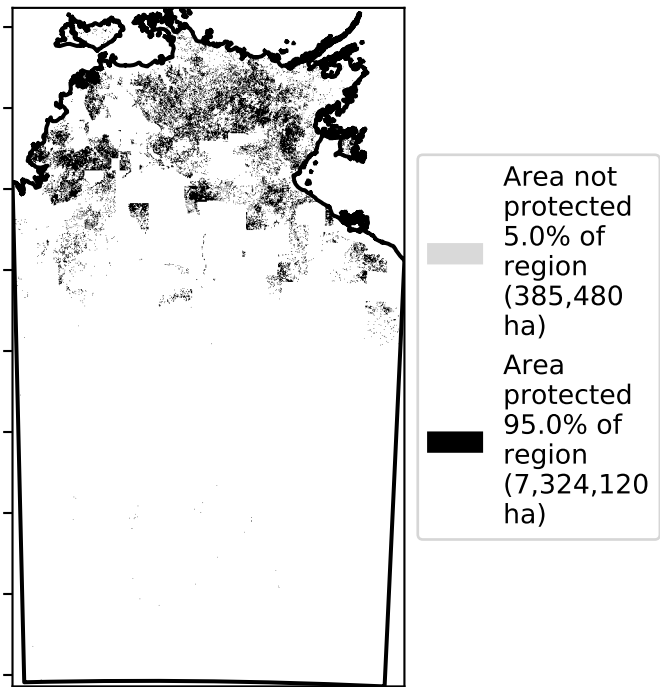 Area not
protected
5.0% of
region
(385,480
ha)
Area
protected
95.0% of
region
(7,324,120
ha)